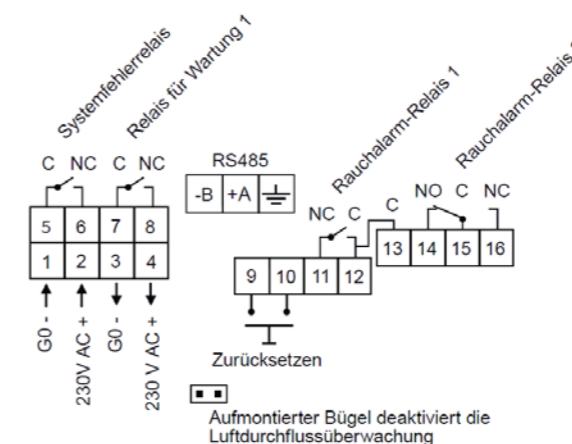 Systemfehlerrelais
Relais für Wartung 1
Rauchalarm-Relais 1
Rauchalarm-Relais
C NC C NC
RS485
-B +A
NC C
C
NO C NC
5 6 7 8
1 2 3 4
13 14 15 16
9 10 11 12
G0 -
230V AC +
G0 -
230 V AC +
Zurücksetzen
Aufmontierter Bügel deaktiviert die
Luftdurchflussüberwachung